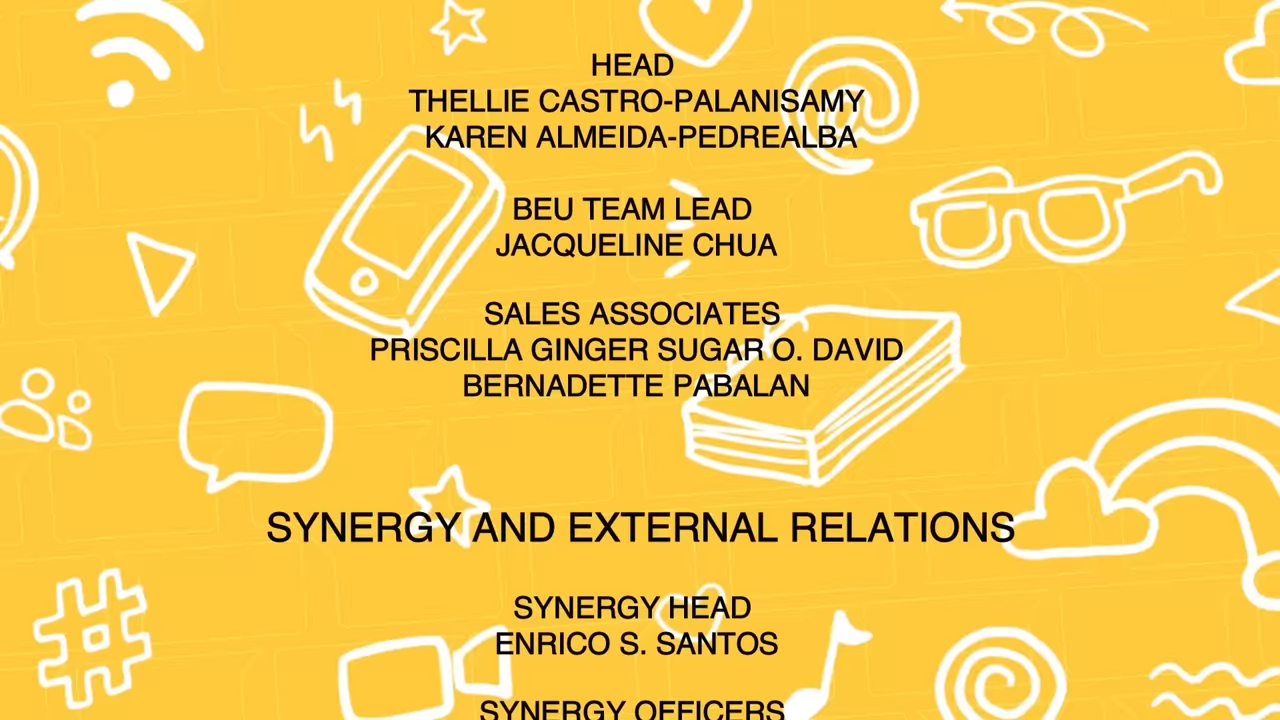 HEAD
THELLIE CASTRO-PALANISAMY
KAREN ALMEIDA-PEDREALBA
BEU TEAM LEAD
JACQUELINE CHUA
SALES ASSOCIATES
PRISCILLA GINGER SUGAR O. DAVID
BERNADETTE PABALAN
SYNERGY AND EXTERNAL RELATIONS
SYNERGY HEAD
ENRICO S. SANTOS
SYNERGY OFFICERS